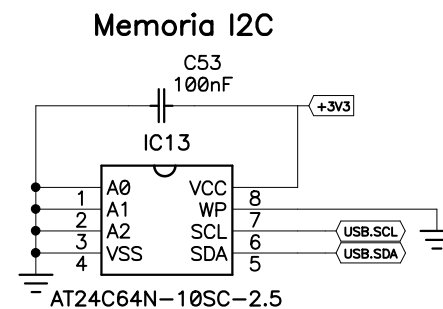 Memoria I2C
C53
100nF
+3V3
IC13
A0 VCC
1 8
A1 WP
2 7
A2 SCL USB.SCL
3 6
VSS SDA USB.SDA
4 5
AT24C64N-10SC-2.5